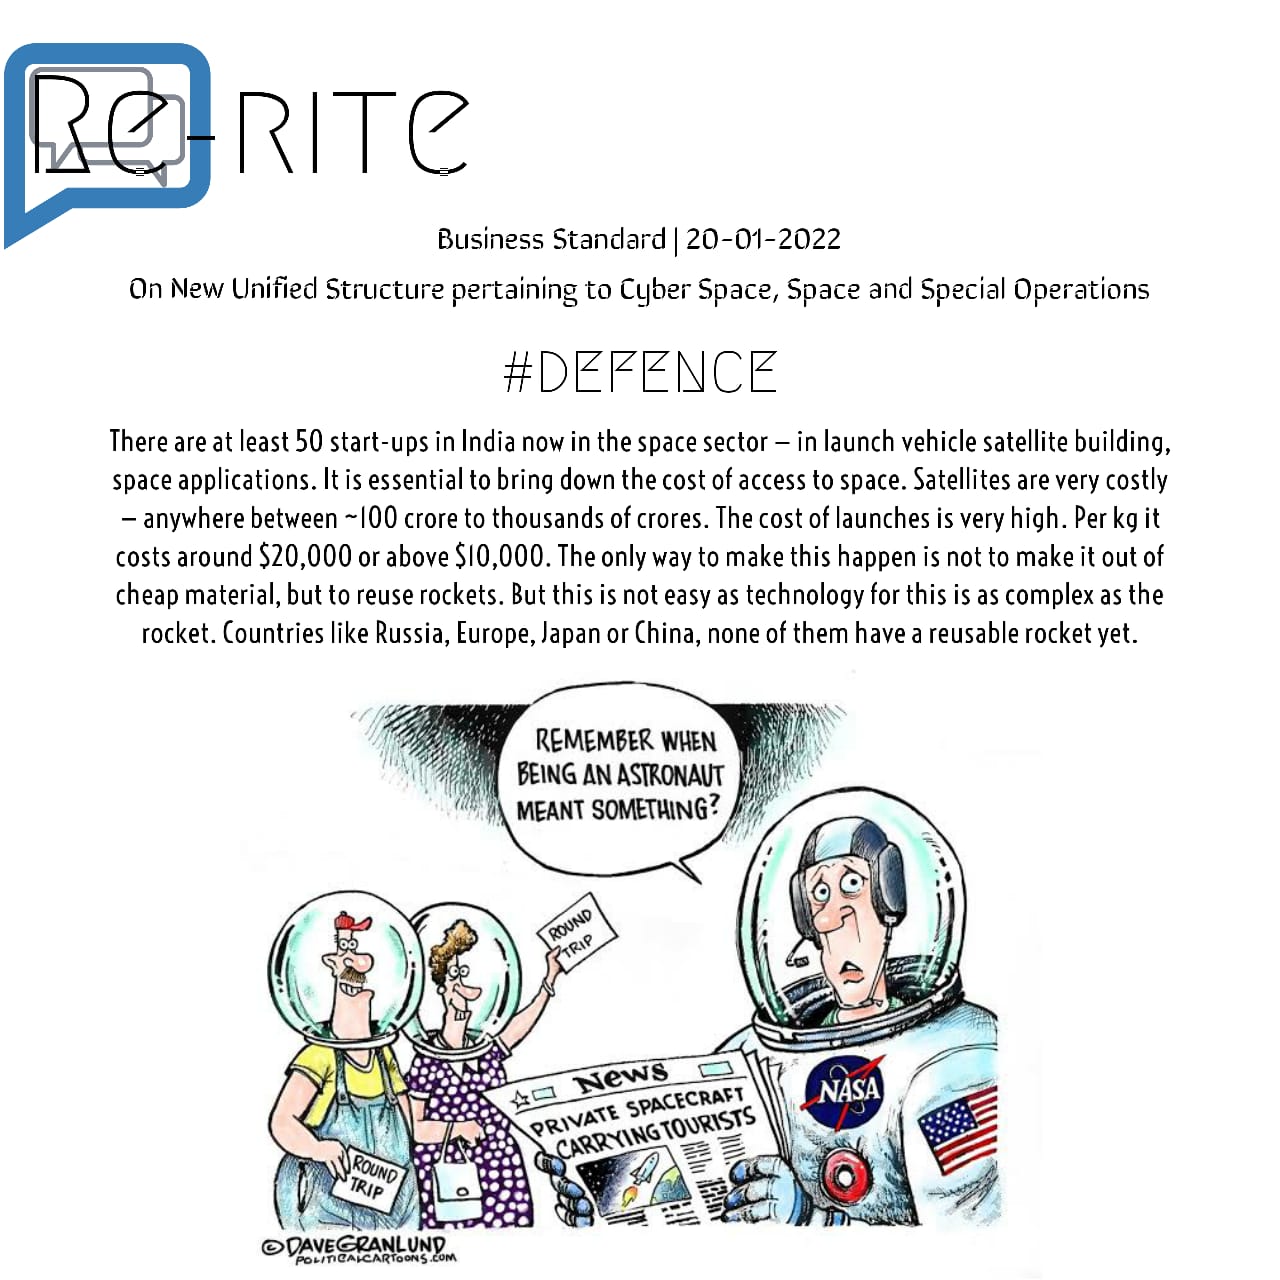 Re-RITE
Business Standard | 20-01-2022
On New Unified Structure pertaining to Cyber Space, Space and Special Operations
#DEFENCE
There are at least 50 start-ups in India now in the space sector – in launch vehicle satellite building,
space applications. It is essential to bring down the cost of access to space. Satellites are very costly
– anywhere between ~100 crore to thousands of crores. The cost of launches is very high. Per kg it
costs around $20,000 or above $10,000. The only way to make this happen is not to make it out of
cheap material, but to reuse rockets. But this is not easy as technology for this is as complex as the
rocket. Countries like Russia, Europe, Japan or China, none of them have a reusable rocket yet.
REMEMBER WHEN
BEING AN ASTRONAUT
MEANT SOMETHING?
ROUND
TRIP
NEWS
PRIVATE SPACECRAFT
CARRYING TOURISTS
NASA
ROUND
TRIP
© DAVE GRANLUND
POLITICALCARTOONS.COM